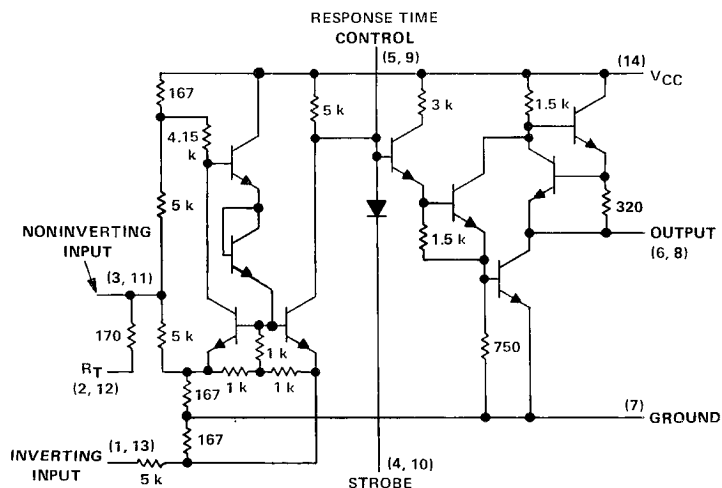 RESPONSE TIME
CONTROL
(5, 9)
(14)
VCC
167
5 k
3 k
1.5 k
4.15
k
5 k
320
NONINVERTING
INPUT
1.5 k
OUTPUT
(6, 8)
(3, 11)
170
5 k
1 k
750
RT
(2, 12)
1 k
1 k
167
(7)
GROUND
167
(1, 13)
INVERTING
INPUT
5 k
(4, 10)
STROBE